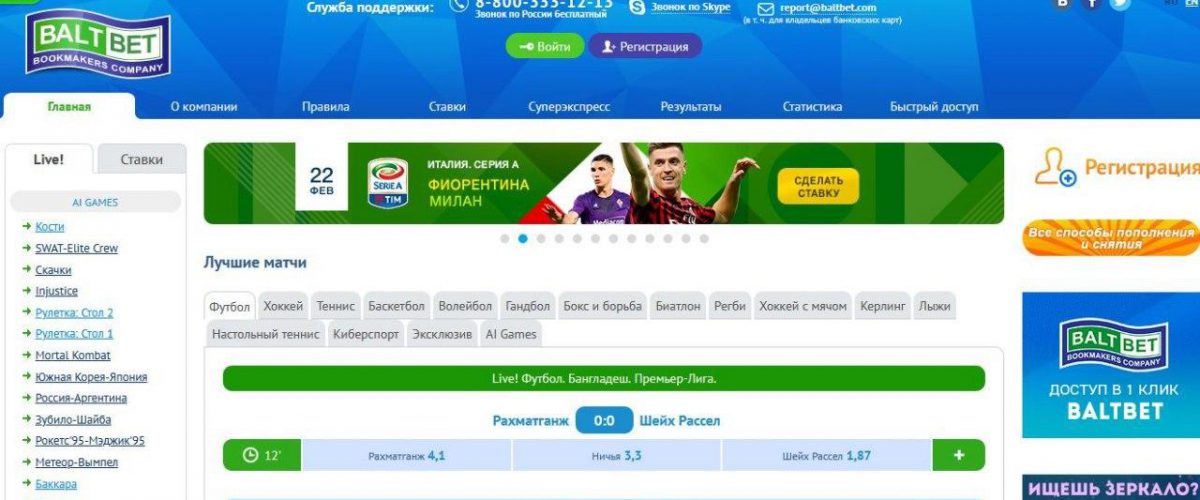 Служба поддержки:
8-800-333-12-13
Звонок по России бесплатный
Звонок по Skype
report@baltbet.com
(в т. ч. для владельцев банковских карт)
BALTBET
BOOKMAKERS COMPANY
Войти
Регистрация
Главная
О компании
Правила
Ставки
Суперэкспресс
Результаты
Статистика
Быстрый доступ
Live!
Ставки
AI GAMES
Кости
SWAT-Elite Crew
Скачки
Injustice
Рулетка: Стол 2
Рулетка: Стол 1
Mortal Kombat
Южная Корея-Япония
Россия-Аргентина
Зубило-Шайба
Рокетс'95-Мэджик'95
Метеор-Вымпел
Баккара
22
ФЕВ
SERIE A
TIM
ИТАЛИЯ. СЕРИЯ А
ФИОРЕНТИНА
МИЛАН
СДЕЛАТЬ
СТАВКУ
Лучшие матчи
Футбол
Хоккей
Теннис
Баскетбол
Волейбол
Гандбол
Бокс и борьба
Биатлон
Регби
Хоккей с мячом
Керлинг
Лыжи
Настольный теннис
Киберспорт
Эксклюзив
AI Games
Live! Футбол. Бангладеш. Премьер-Лига.
Рахматганж 0:0 Шейх Рассел
12'
Рахматганж 4,1
Ничья 3,3
Шейх Рассел 1,87
+
Регистрация
Все способы пополнения
и снятия
BALTBET
BOOKMAKERS COMPANY
ДОСТУП В 1 КЛИК
BALTBET
ИЩЕШЬ ЗЕРКАЛО?